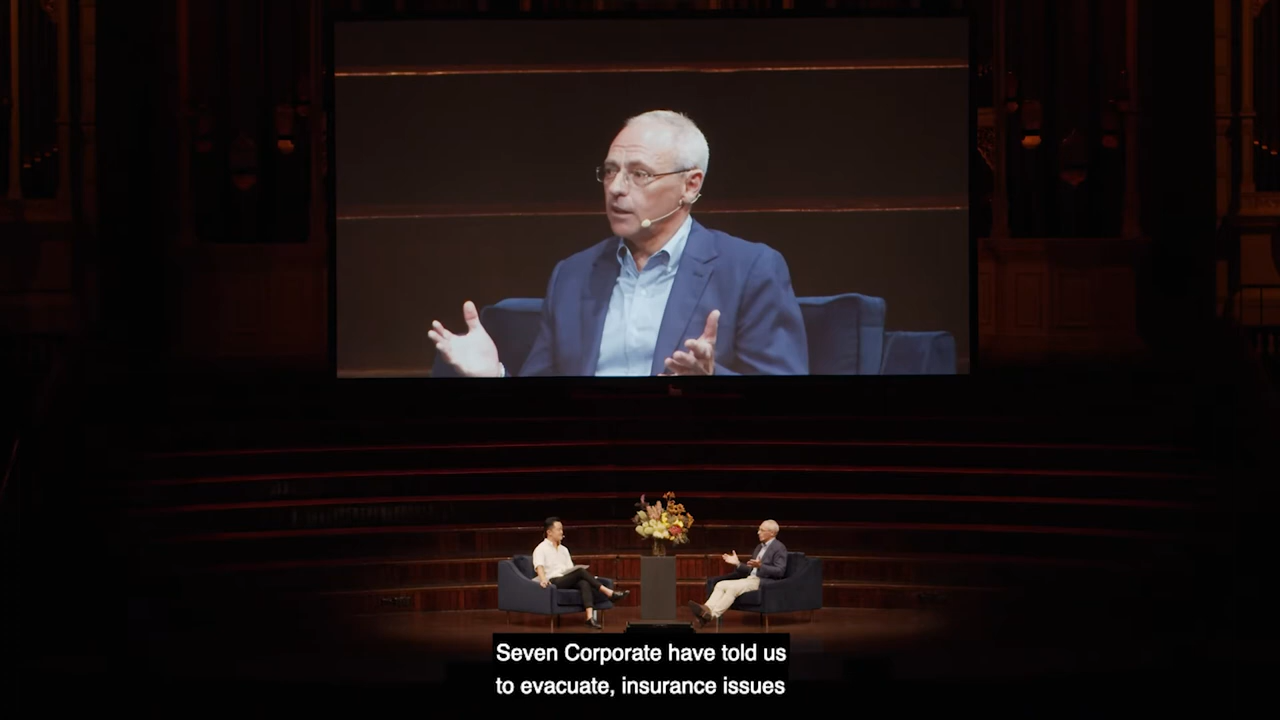 Seven Corporate have told us
to evacuate, insurance issues